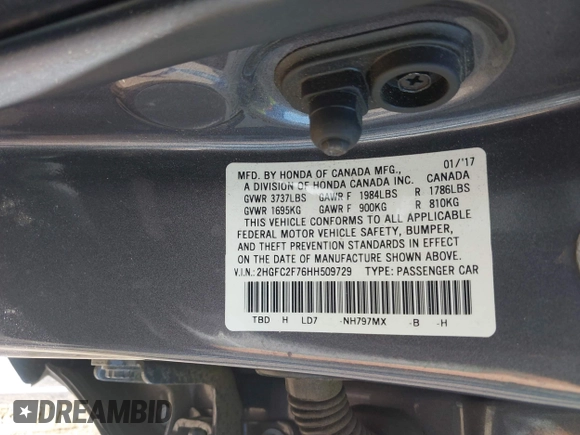 MFD. BY HONDA OF CANADA MFG., 01/'17
A DIVISION OF HONDA CANADA INC. CANADA
GVWR 3737LBS GAWR F 1984LBS R 1786LBS
GVWR 1695KG GAWR F 900KG R 810KG
THIS VEHICLE CONFORMS TO ALL APPLICABLE
FEDERAL MOTOR VEHICLE SAFETY, BUMPER,
AND THEFT PREVENTION STANDARDS IN EFFECT
ON THE DATE OF MANUFACTURE SHOWN ABOVE.
V.I.N.: 2HGFC2F76HH509729 TYPE: PASSENGER CAR
TBD H LD7 -NH797MX -B -H
DREAMBID